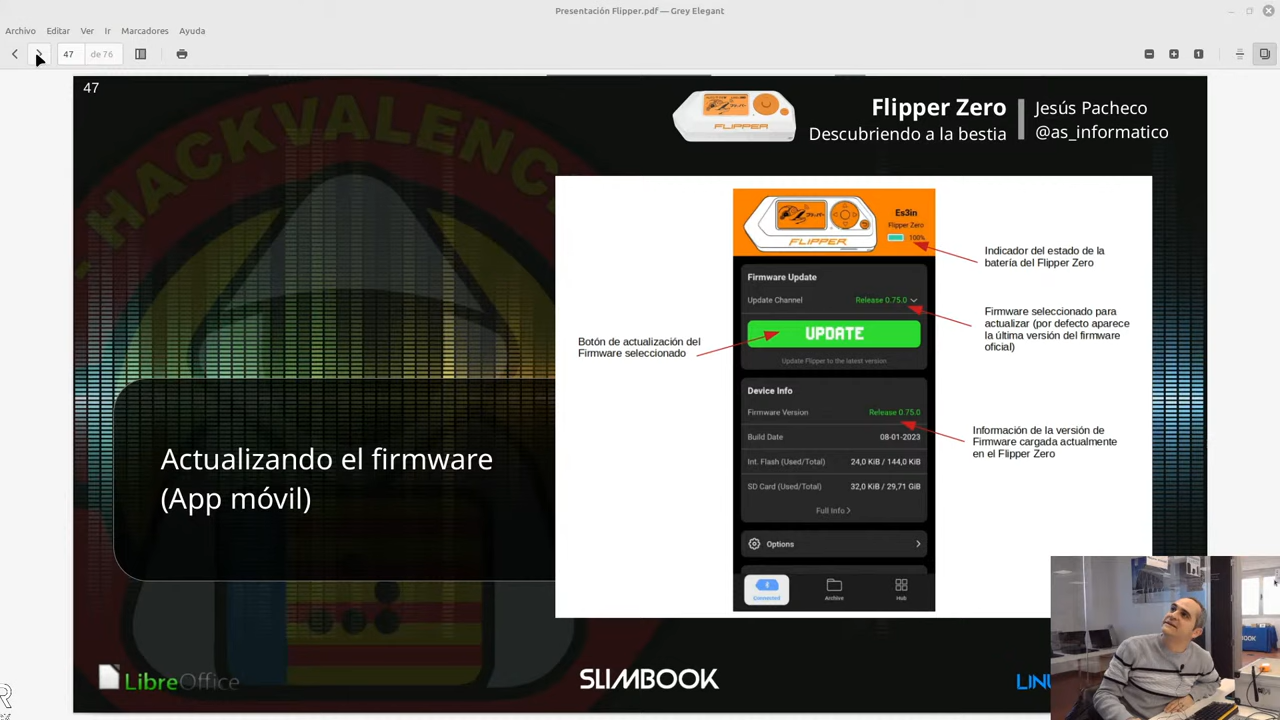 Presentación Flipper.pdf — Grey Elegant
Archivo Editar Ver Ir Marcadores Ayuda
47 de 76
47
Flipper Zero
Descubriendo a la bestia
Jesús Pacheco
@as_informatico
HACKVALENC
FLIPPER
FLIPPER
Es3in
Flipper Zero
100%
Indicador del estado de la
batería del Flipper Zero
Firmware Update
Update Channel Release 0.75.0
UPDATE
Update Flipper to the latest version
Firmware seleccionado para
actualizar (por defecto aparece
la última versión del firmware
oficial)
Botón de actualización del
Firmware seleccionado
Device Info
Firmware Version Release 0.75.0
Build Date 08-01-2023
Int. Flash (Used/Total) 24,0 KiB / 144,0 KiB
SD Card (Used/Total) 32,0 KiB / 29,71 GiB
Full Info
Información de la versión de
Firmware cargada actualmente
en el Flipper Zero
Options
Connected Archive Hub
Actualizando el firmware
(App móvil)
LibreOffice
SLIMBOOK
LINU